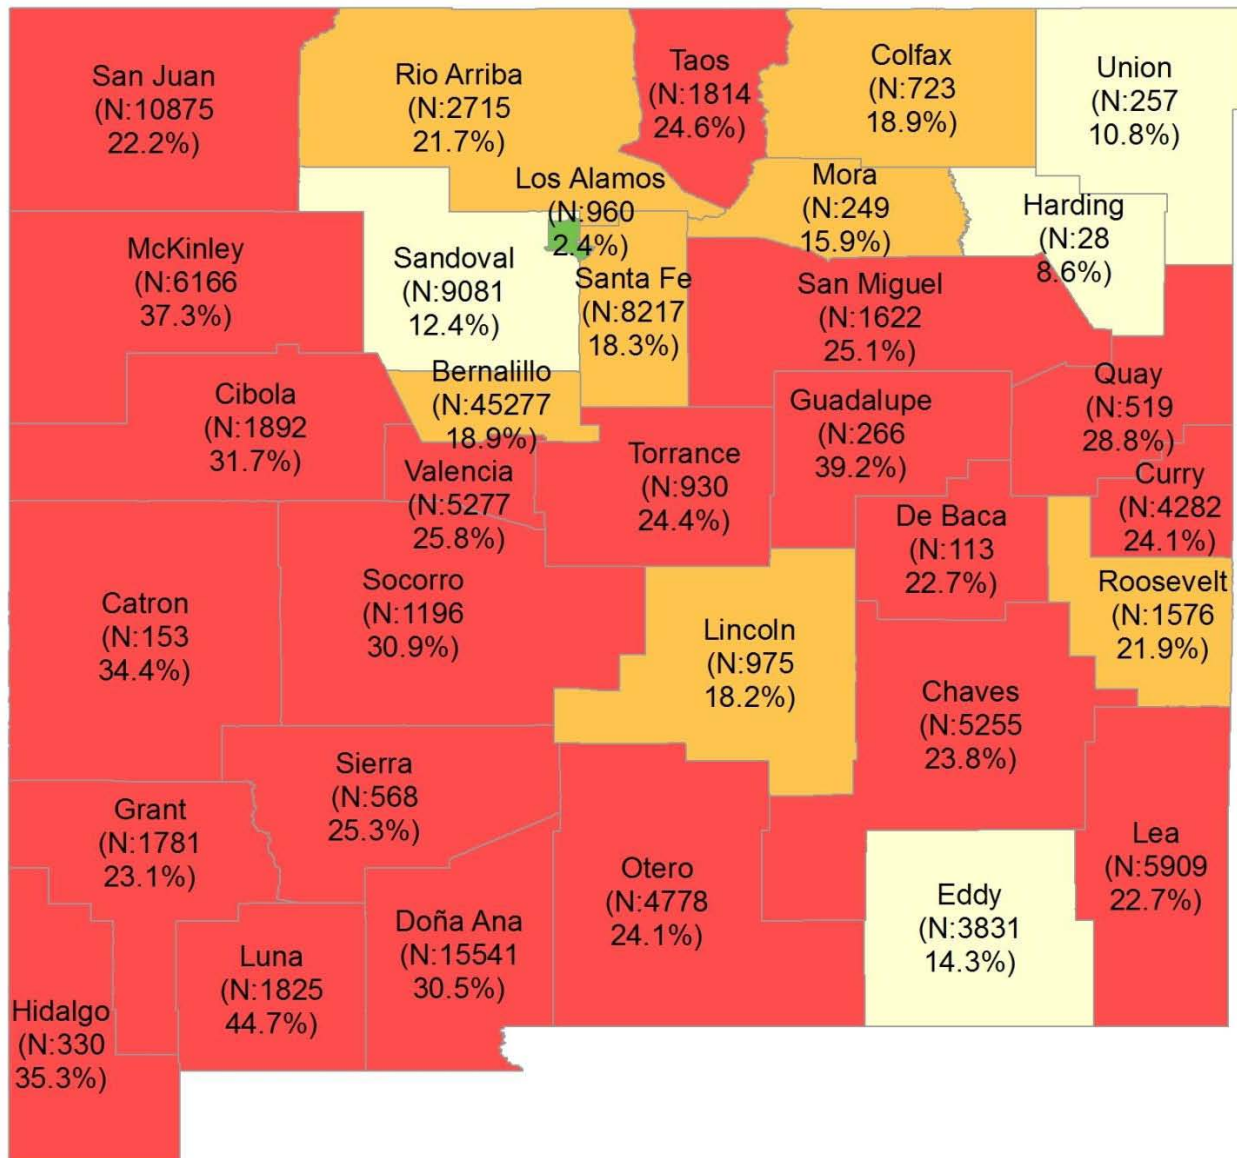 San Juan
(N:10875
22.2%)
Rio Arriba
(N:2715
21.7%)
Taos
(N:1814
24.6%)
Colfax
(N:723
18.9%)
Union
(N:257
10.8%)
Los Alamos
(N:960
2.4%)
Mora
(N:249
15.9%)
Harding
(N:28
8.6%)
McKinley
(N:6166
37.3%)
Sandoval
(N:9081
12.4%)
Santa Fe
(N:8217
18.3%)
San Miguel
(N:1622
25.1%)
Cibola
(N:1892
31.7%)
Bernalillo
(N:45277
18.9%)
Guadalupe
(N:266
39.2%)
Quay
(N:519
28.8%)
Valencia
(N:5277
25.8%)
Torrance
(N:930
24.4%)
Curry
(N:4282
24.1%)
De Baca
(N:113
22.7%)
Catron
(N:153
34.4%)
Socorro
(N:1196
30.9%)
Lincoln
(N:975
18.2%)
Roosevelt
(N:1576
21.9%)
Chaves
(N:5255
23.8%)
Sierra
(N:568
25.3%)
Grant
(N:1781
23.1%)
Otero
(N:4778
24.1%)
Lea
(N:5909
22.7%)
Eddy
(N:3831
14.3%)
Doña Ana
(N:15541
30.5%)
Luna
(N:1825
44.7%)
Hidalgo
(N:330
35.3%)